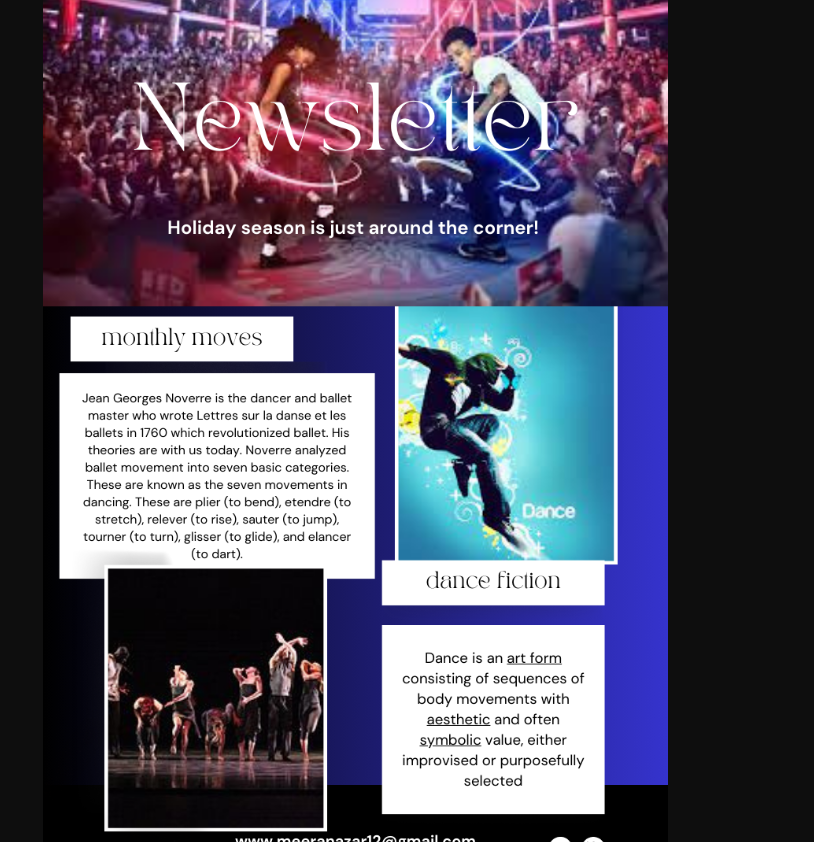 Newsletter
Holiday season is just around the corner!
monthly moves
Jean Georges Noverre is the dancer and ballet
master who wrote Lettres sur la danse et les
ballets in 1760 which revolutionized ballet. His
theories are with us today. Noverre analyzed
ballet movement into seven basic categories.
These are known as the seven movements in
dancing. These are plier (to bend), etendre (to
stretch), relever (to rise), sauter (to jump),
tourner (to turn), glisser (to glide), and elancer
(to dart).
Dance
dance fiction
Dance is an art form
consisting of sequences of
body movements with
aesthetic and often
symbolic value, either
improvised or purposefully
selected
www.meeranazar12@gmail.com